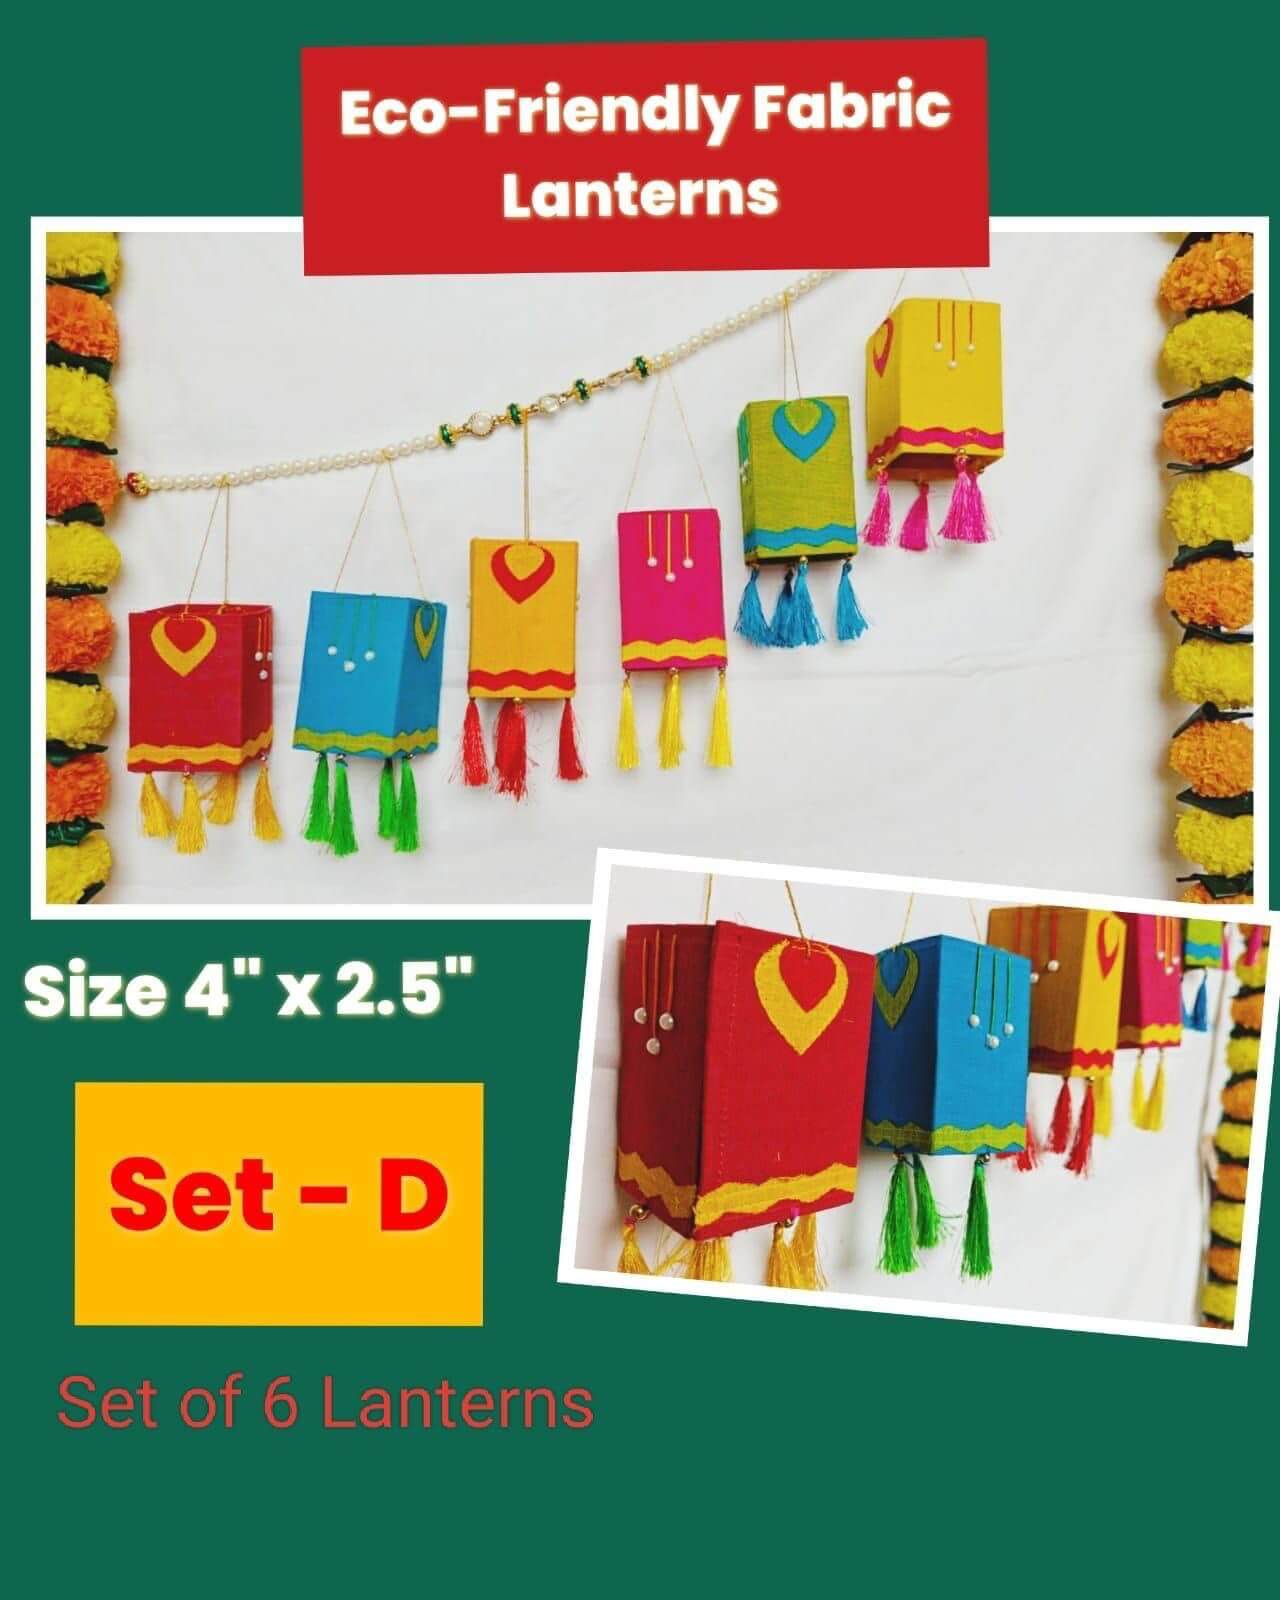 Eco-Friendly Fabric
Lanterns
Size 4" x 2.5"
Set - D
Set of 6 Lanterns